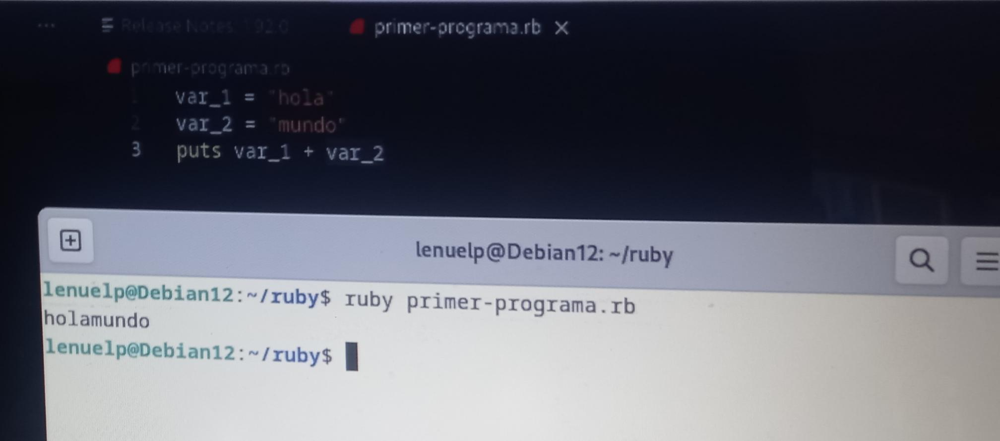 Release Notes: 1.92.0
primer-programa.rb
primer-programa.rb
1 var_1 = "hola"
2 var_2 = "mundo"
3 puts var_1 + var_2
lenuelp@Debian12: ~/ruby
lenuelp@Debian12:~/ruby$ ruby primer-programa.rb
holamundo
lenuelp@Debian12:~/ruby$